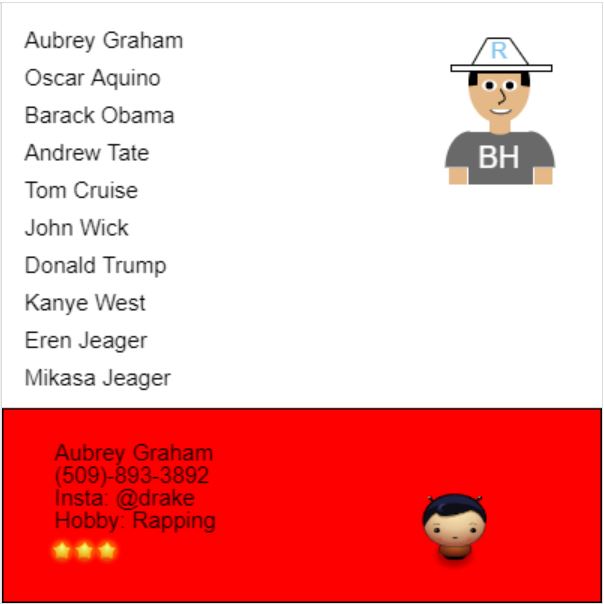 Aubrey Graham
Oscar Aquino
Barack Obama
Andrew Tate
Tom Cruise
John Wick
Donald Trump
Kanye West
Eren Jeager
Mikasa Jeager
R
BH
Aubrey Graham
(509)-893-3892
Insta: @drake
Hobby: Rapping